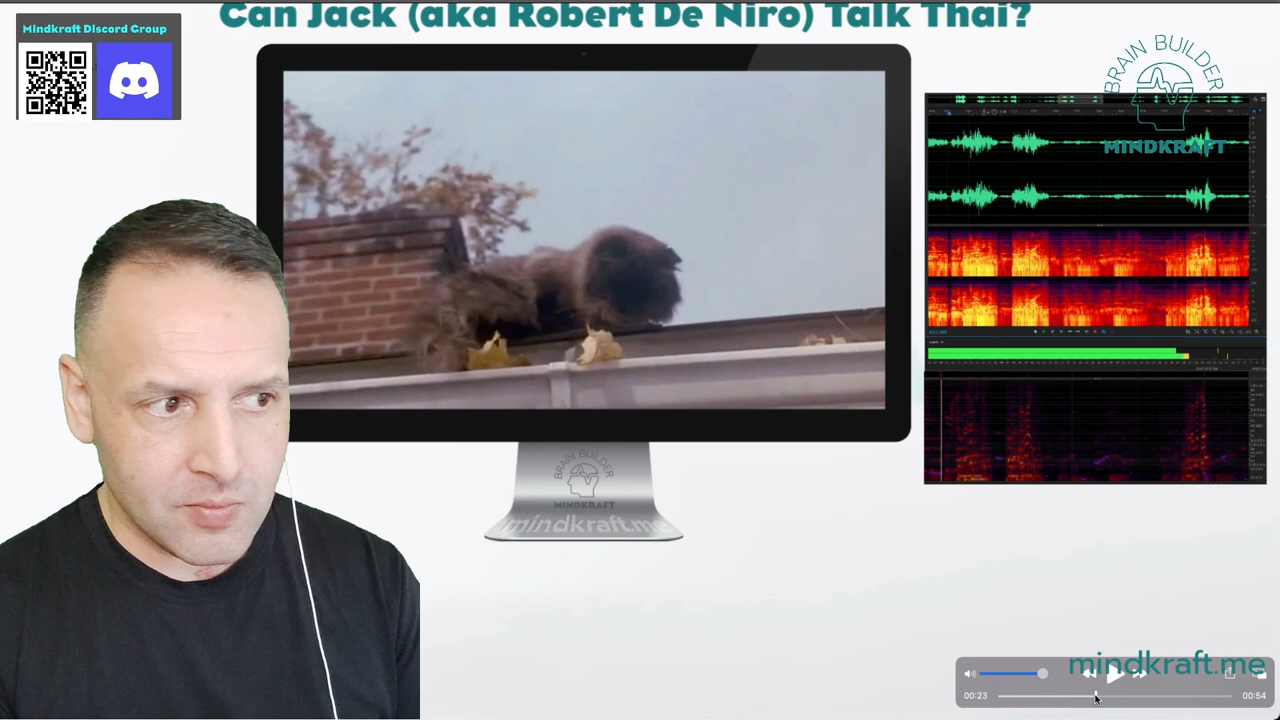 Can Jack (aka Robert De Niro) Talk Thai?
Mindkraft Discord Group
BRAIN BUILDER
MINDKRAFT
BRAIN BUILDER
MINDKRAFT
mindkraft.me
mindkraft.me
00:23
00:54